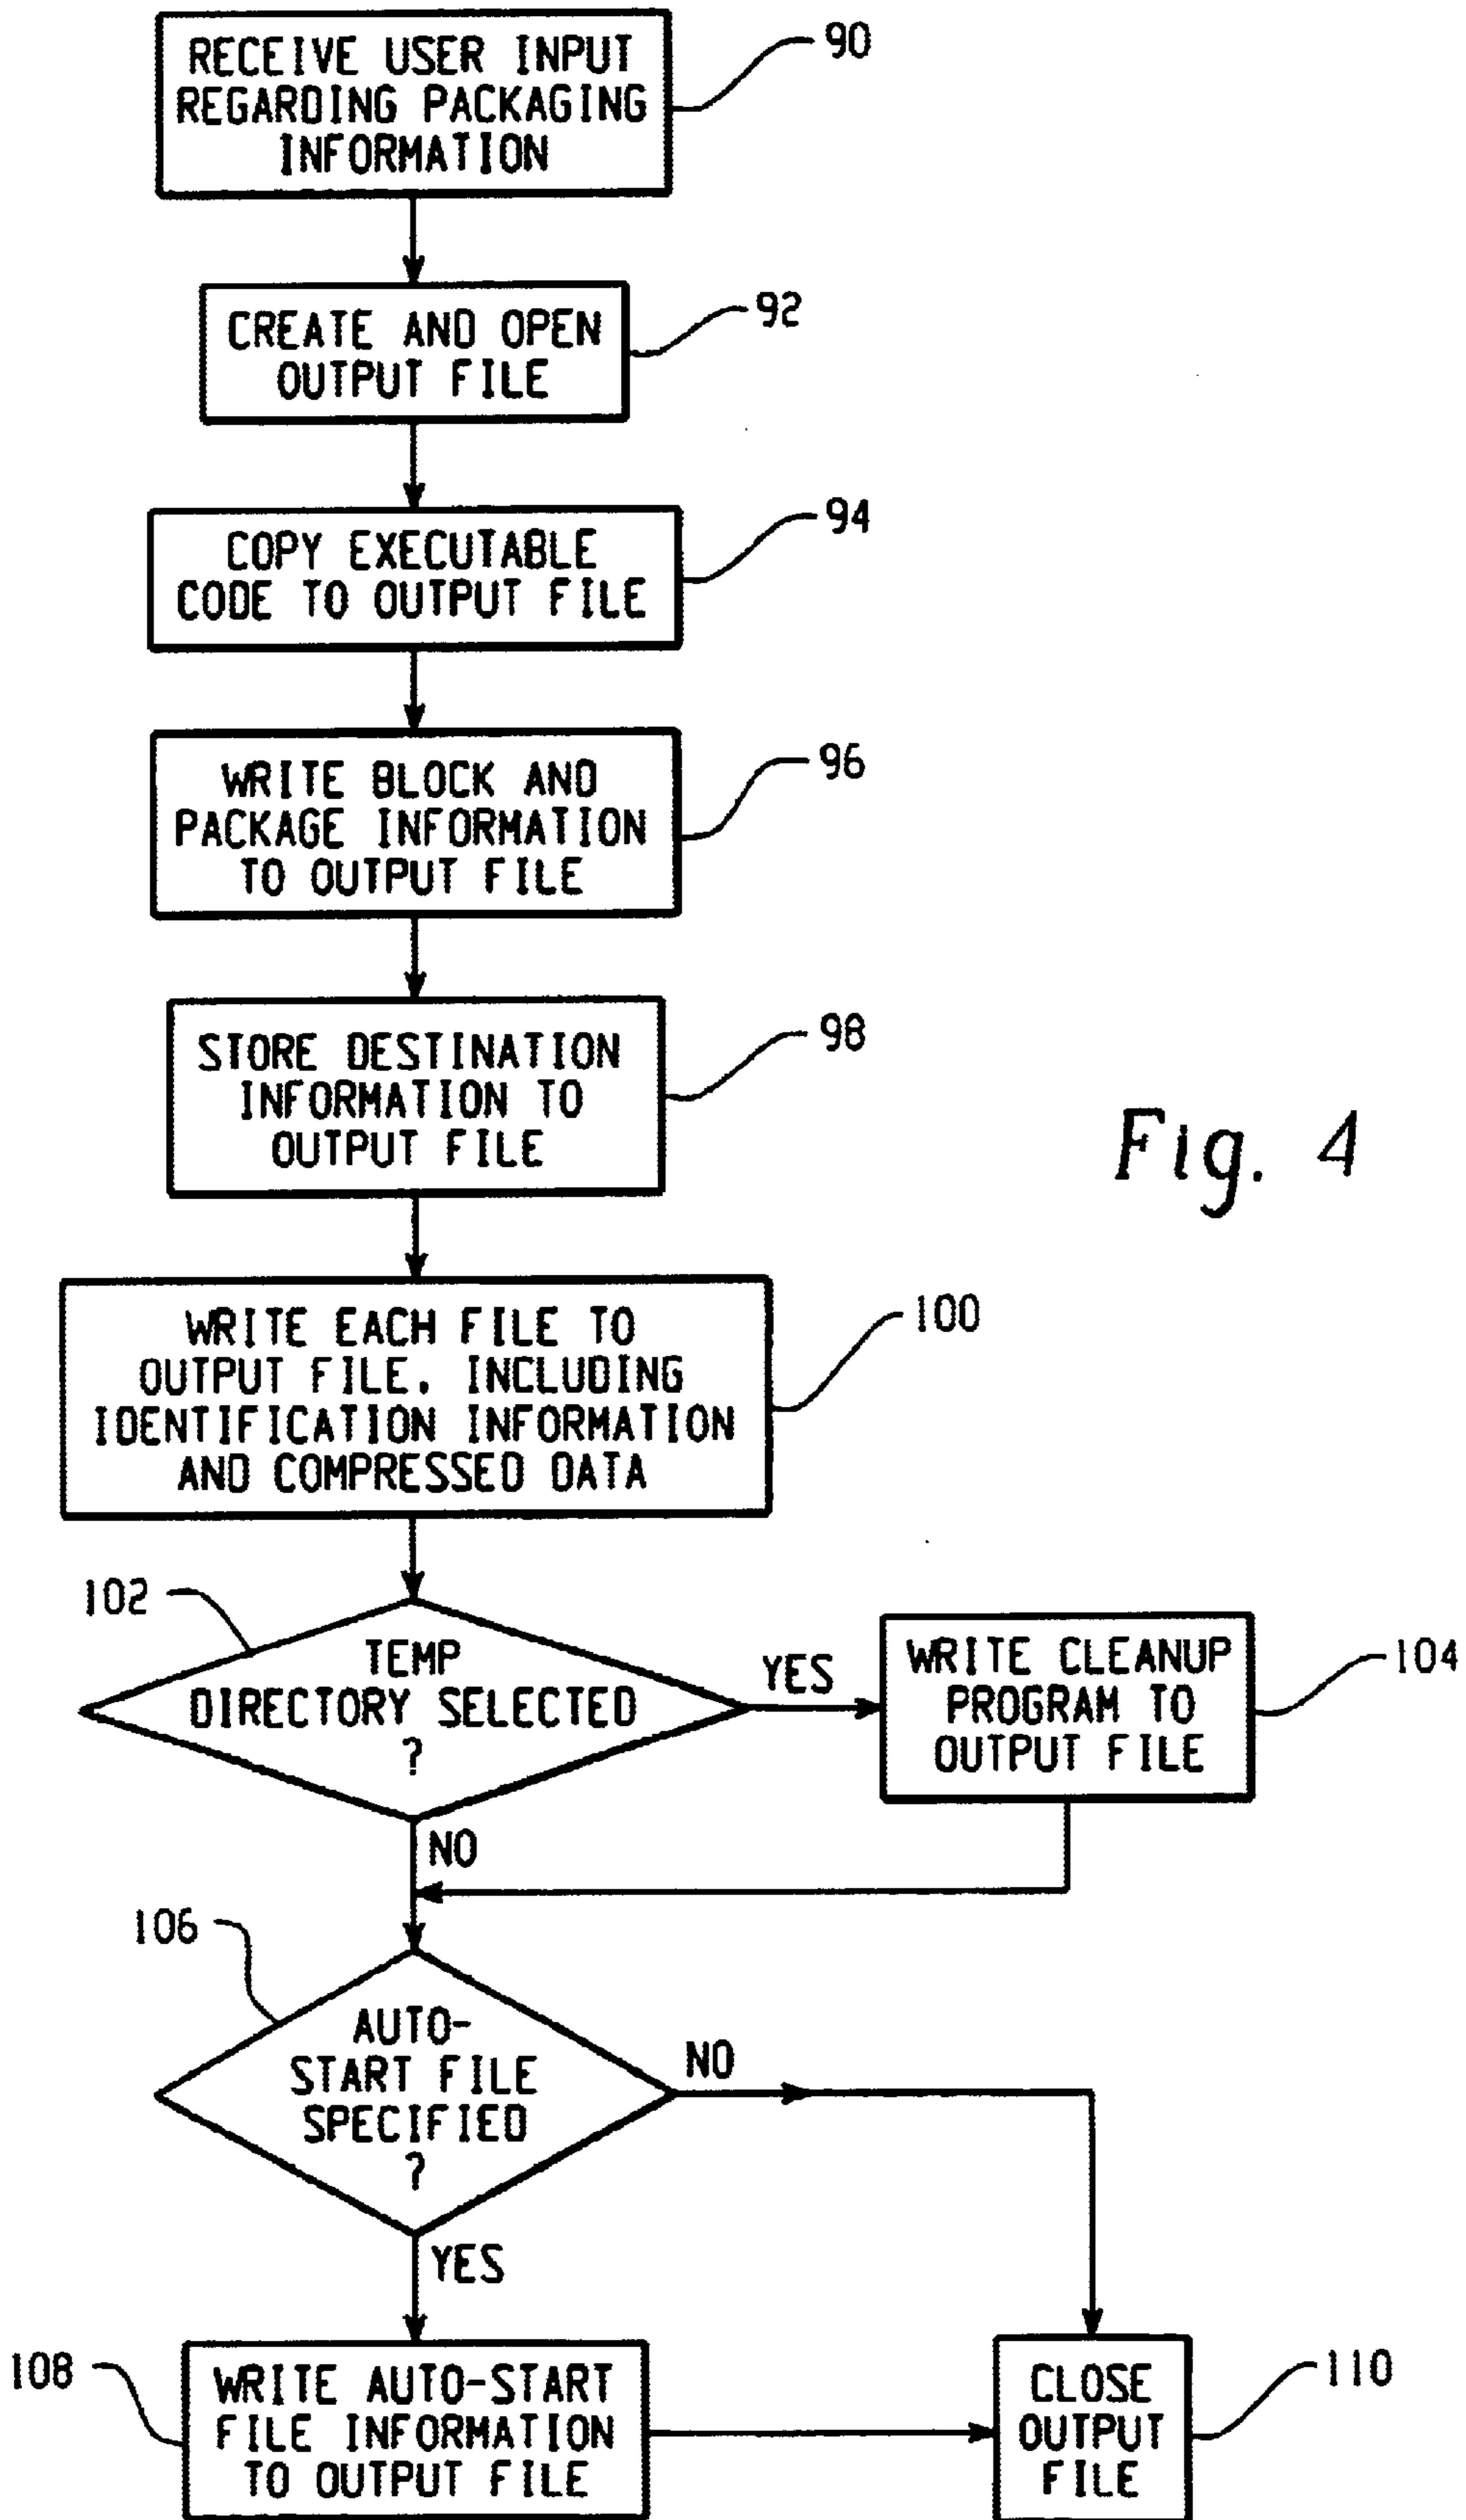 RECEIVE USER INPUT
REGARDING PACKAGING
INFORMATION
90
CREATE AND OPEN
OUTPUT FILE
92
COPY EXECUTABLE
CODE TO OUTPUT FILE
94
WRITE BLOCK AND
PACKAGE INFORMATION
TO OUTPUT FILE
96
STORE DESTINATION
INFORMATION TO
OUTPUT FILE
98
Fig. 4
WRITE EACH FILE TO
OUTPUT FILE, INCLUDING
IDENTIFICATION INFORMATION
AND COMPRESSED DATA
100
102
TEMP
DIRECTORY SELECTED
?
YES
WRITE CLEANUP
PROGRAM TO
OUTPUT FILE
104
NO
106
AUTO-
START FILE
SPECIFIED
?
NO
YES
108
WRITE AUTO-START
FILE INFORMATION
TO OUTPUT FILE
CLOSE
OUTPUT
FILE
110